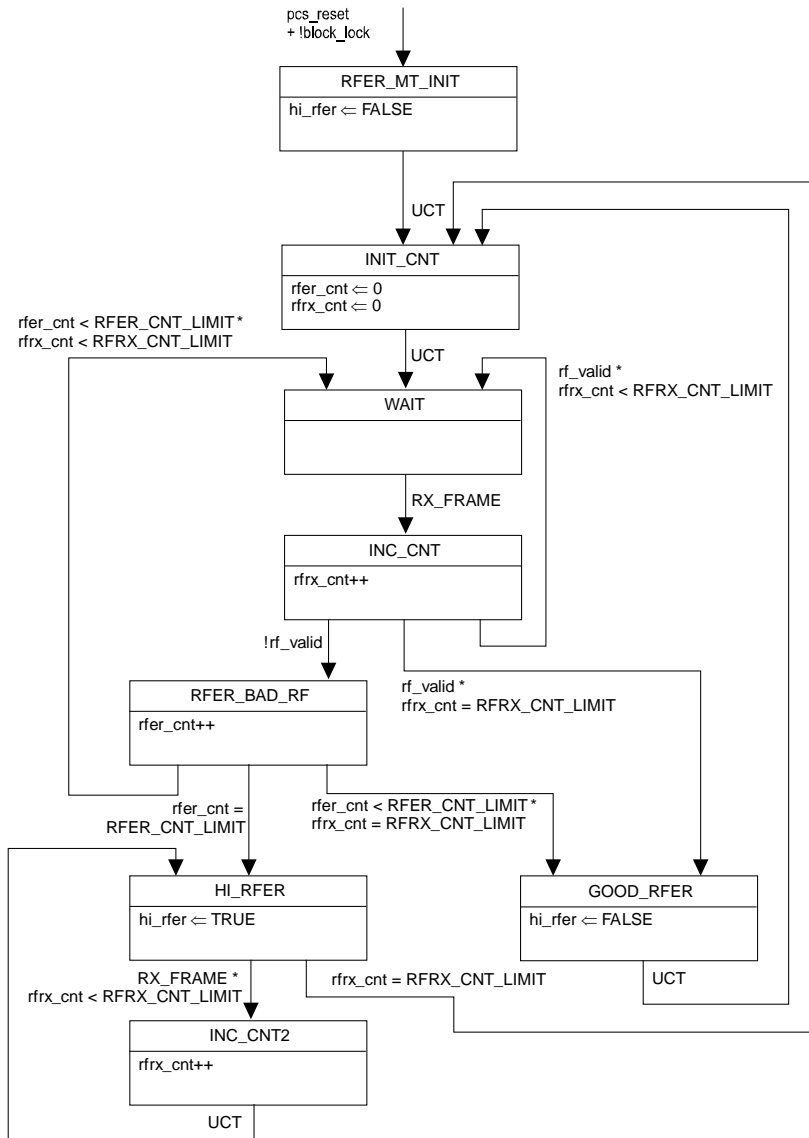 pcs_reset
+ !block_lock
RFER_MT_INIT
hi_rfer ⇐ FALSE
UCT
INIT_CNT
rfer_cnt ⇐ 0
rfrx_cnt ⇐ 0
rfer_cnt < RFER_CNT_LIMIT *
rfrx_cnt < RFRX_CNT_LIMIT
UCT
rf_valid *
rfrx_cnt < RFRX_CNT_LIMIT
WAIT
RX_FRAME
INC_CNT
rfrx_cnt++
!rf_valid
RFER_BAD_RF
rfer_cnt++
rf_valid *
rfrx_cnt = RFRX_CNT_LIMIT
rfer_cnt =
RFER_CNT_LIMIT
rfer_cnt < RFER_CNT_LIMIT *
rfrx_cnt = RFRX_CNT_LIMIT
HI_RFER
hi_rfer ⇐ TRUE
GOOD_RFER
hi_rfer ⇐ FALSE
RX_FRAME *
rfrx_cnt < RFRX_CNT_LIMIT
rfrx_cnt = RFRX_CNT_LIMIT
UCT
INC_CNT2
rfrx_cnt++
UCT